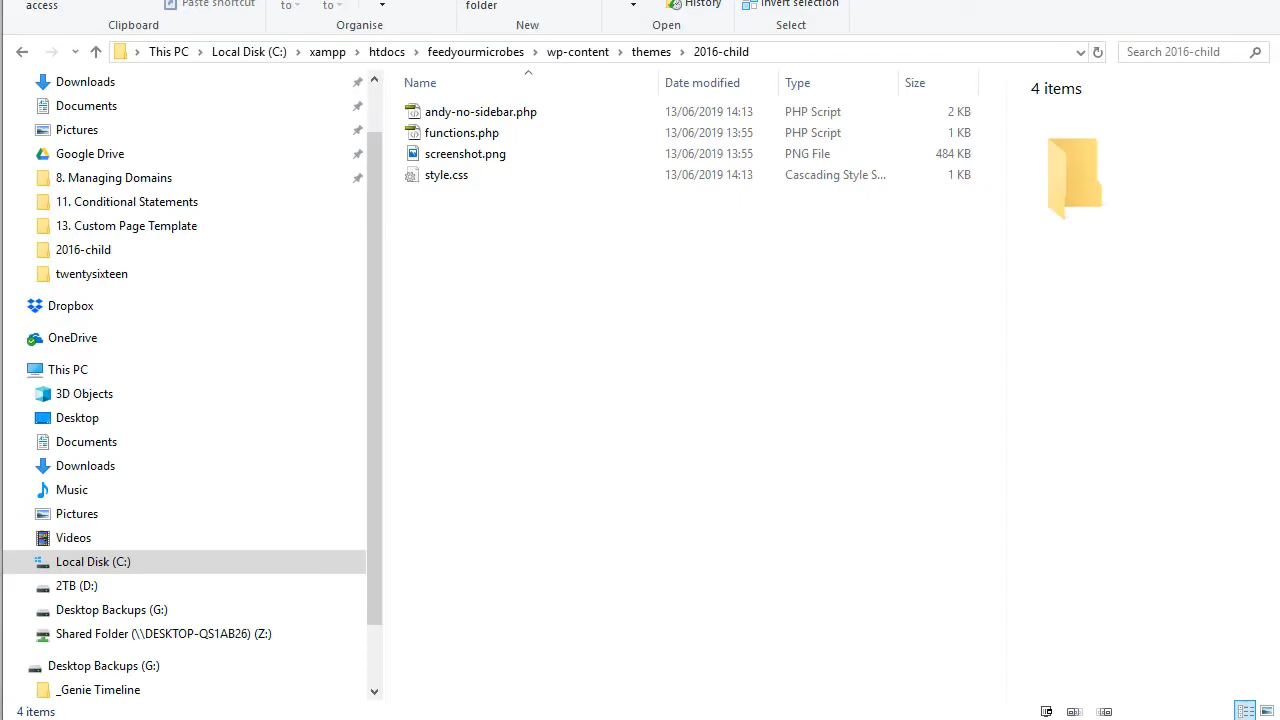 access
Paste shortcut
to
to
folder
History
Invert selection
Clipboard
Organise
New
Open
Select
This PC > Local Disk (C:) > xampp > htdocs > feedyourmicrobes > wp-content > themes > 2016-child
Search 2016-child
Downloads
Documents
Pictures
Google Drive
8. Managing Domains
11. Conditional Statements
13. Custom Page Template
2016-child
twentysixteen
Dropbox
OneDrive
This PC
3D Objects
Desktop
Documents
Downloads
Music
Pictures
Videos
Local Disk (C:)
2TB (D:)
Desktop Backups (G:)
Shared Folder (\\DESKTOP-QS1AB26) (Z:)
Desktop Backups (G:)
_Genie Timeline
Name Date modified Type Size
andy-no-sidebar.php 13/06/2019 14:13 PHP Script 2 KB
functions.php 13/06/2019 13:55 PHP Script 1 KB
screenshot.png 13/06/2019 13:55 PNG File 484 KB
style.css 13/06/2019 14:13 Cascading Style S... 1 KB
4 items
4 items